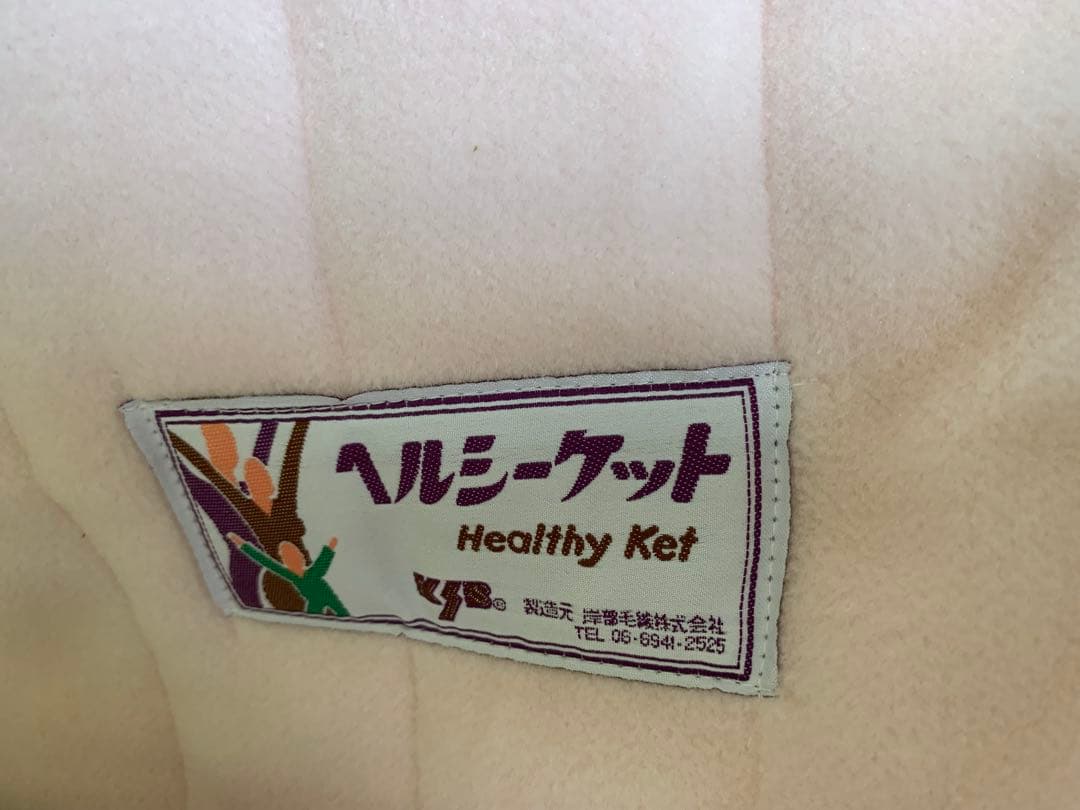 ヘルシーケット
Healthy Ket
KSB®
製造元 岸部毛織株式会社
TEL 06-6941-2525